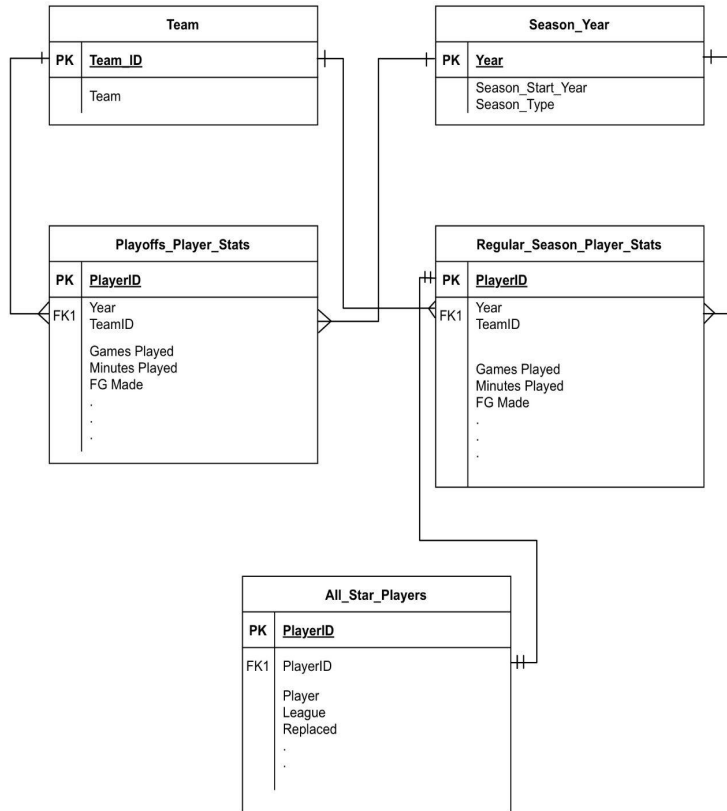 Team
PK Team_ID
Team
Season_Year
PK Year
Season_Start_Year
Season_Type
Playoffs_Player_Stats
PK PlayerID
FK1 Year
TeamID
Games Played
Minutes Played
FG Made
.
.
.
Regular_Season_Player_Stats
PK PlayerID
FK1 Year
TeamID
Games Played
Minutes Played
FG Made
.
.
.
All_Star_Players
PK PlayerID
FK1 PlayerID
Player
League
Replaced
.
.